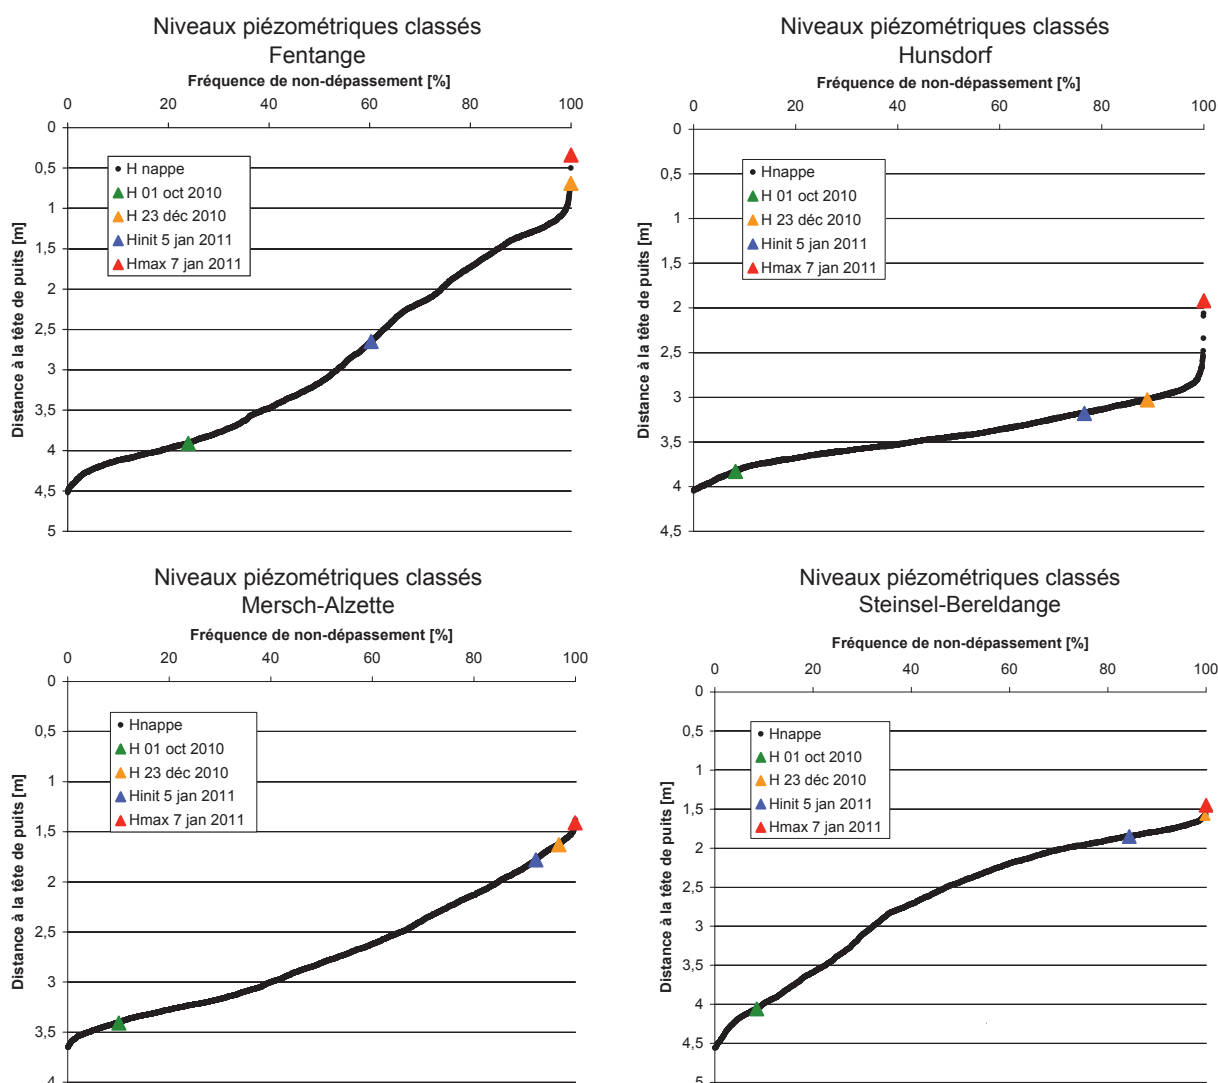 Niveaux piézométriques classés
Fentange
Fréquence de non-dépassement [%]
0 20 40 60 80 100
Distance à la tête de puits [m]
0
0,5
1
1,5
2
2,5
3
3,5
4
4,5
5
H nappe
H 01 oct 2010
H 23 déc 2010
Hinit 5 jan 2011
Hmax 7 jan 2011
Niveaux piézométriques classés
Hunsdorf
Fréquence de non-dépassement [%]
0 20 40 60 80 100
Distance à la tête de puits [m]
0
0,5
1
1,5
2
2,5
3
3,5
4
4,5
Hnappe
H 01 oct 2010
H 23 déc 2010
Hinit 5 jan 2011
Hmax 7 jan 2011
Niveaux piézométriques classés
Mersch-Alzette
Fréquence de non-dépassement [%]
0 20 40 60 80 100
Distance à la tête de puits [m]
0
0,5
1
1,5
2
2,5
3
3,5
4
Hnappe
H 01 oct 2010
H 23 déc 2010
Hinit 5 jan 2011
Hmax 7 jan 2011
Niveaux piézométriques classés
Steinsel-Bereldange
Fréquence de non-dépassement [%]
0 20 40 60 80 100
Distance à la tête de puits [m]
0
0,5
1
1,5
2
2,5
3
3,5
4
4,5
5
Hnappe
H 01 oct 2010
H 23 déc 2010
Hinit 5 jan 2011
Hmax 7 jan 2011